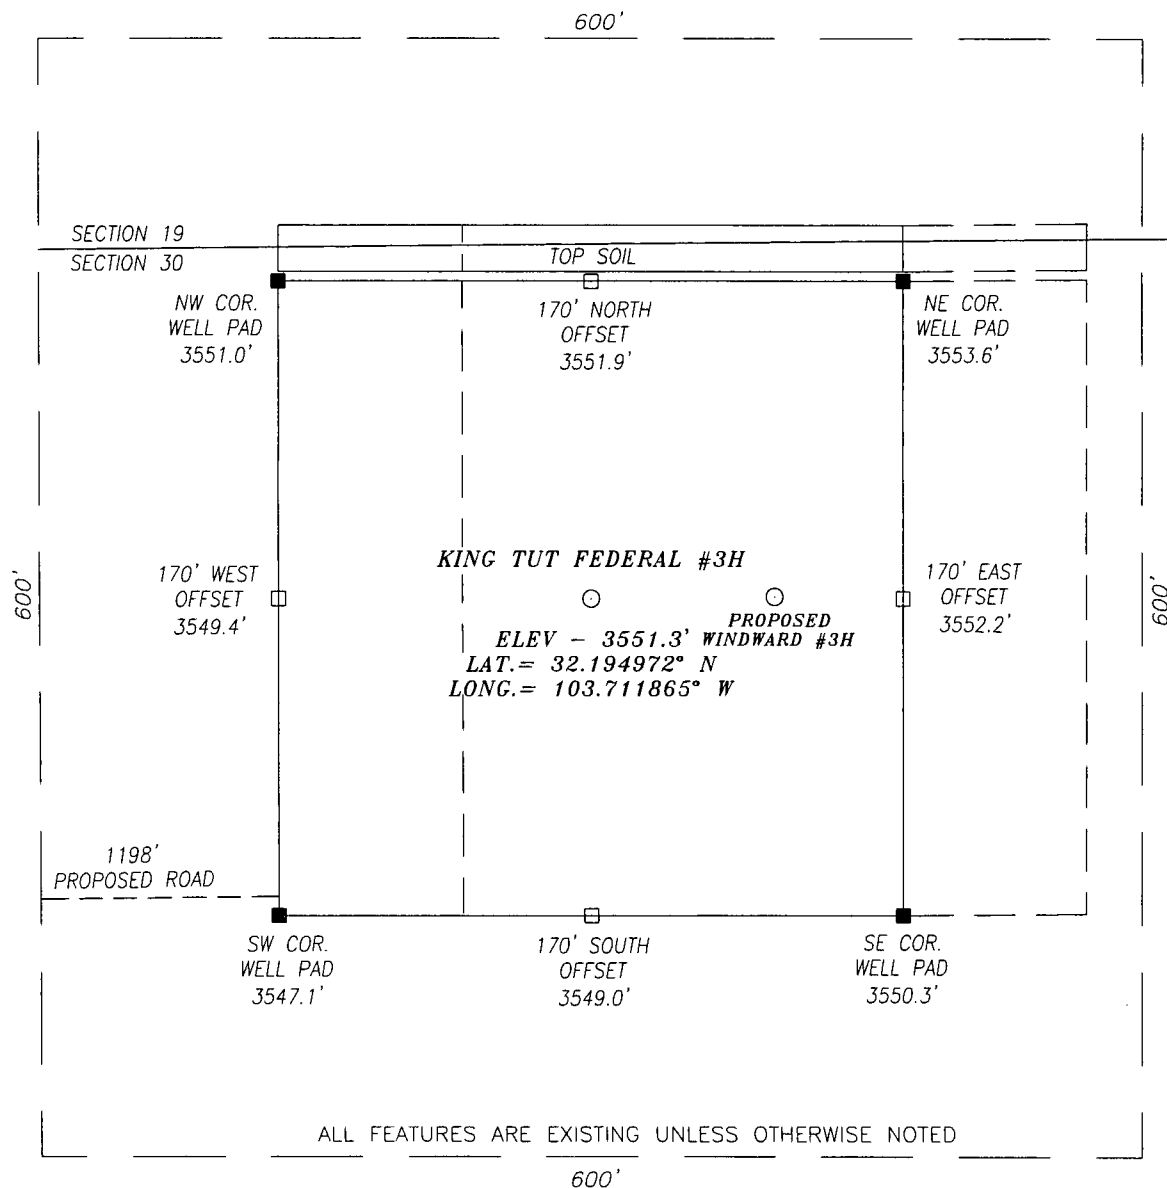 600'
SECTION 19
SECTION 30
TOP SOIL
NW COR.
WELL PAD
3551.0'
170' NORTH
OFFSET
3551.9'
NE COR.
WELL PAD
3553.6'
KING TUT FEDERAL #3H
600'
170' WEST
OFFSET
3549.4'
170' EAST
OFFSET
3552.2'
600'
PROPOSED
WINDWARD #3H
ELEV - 3551.3'
LAT.= 32.194972° N
LONG.= 103.711865° W
1198'
PROPOSED ROAD
SW COR.
WELL PAD
3547.1'
170' SOUTH
OFFSET
3549.0'
SE COR.
WELL PAD
3550.3'
ALL FEATURES ARE EXISTING UNLESS OTHERWISE NOTED
600'